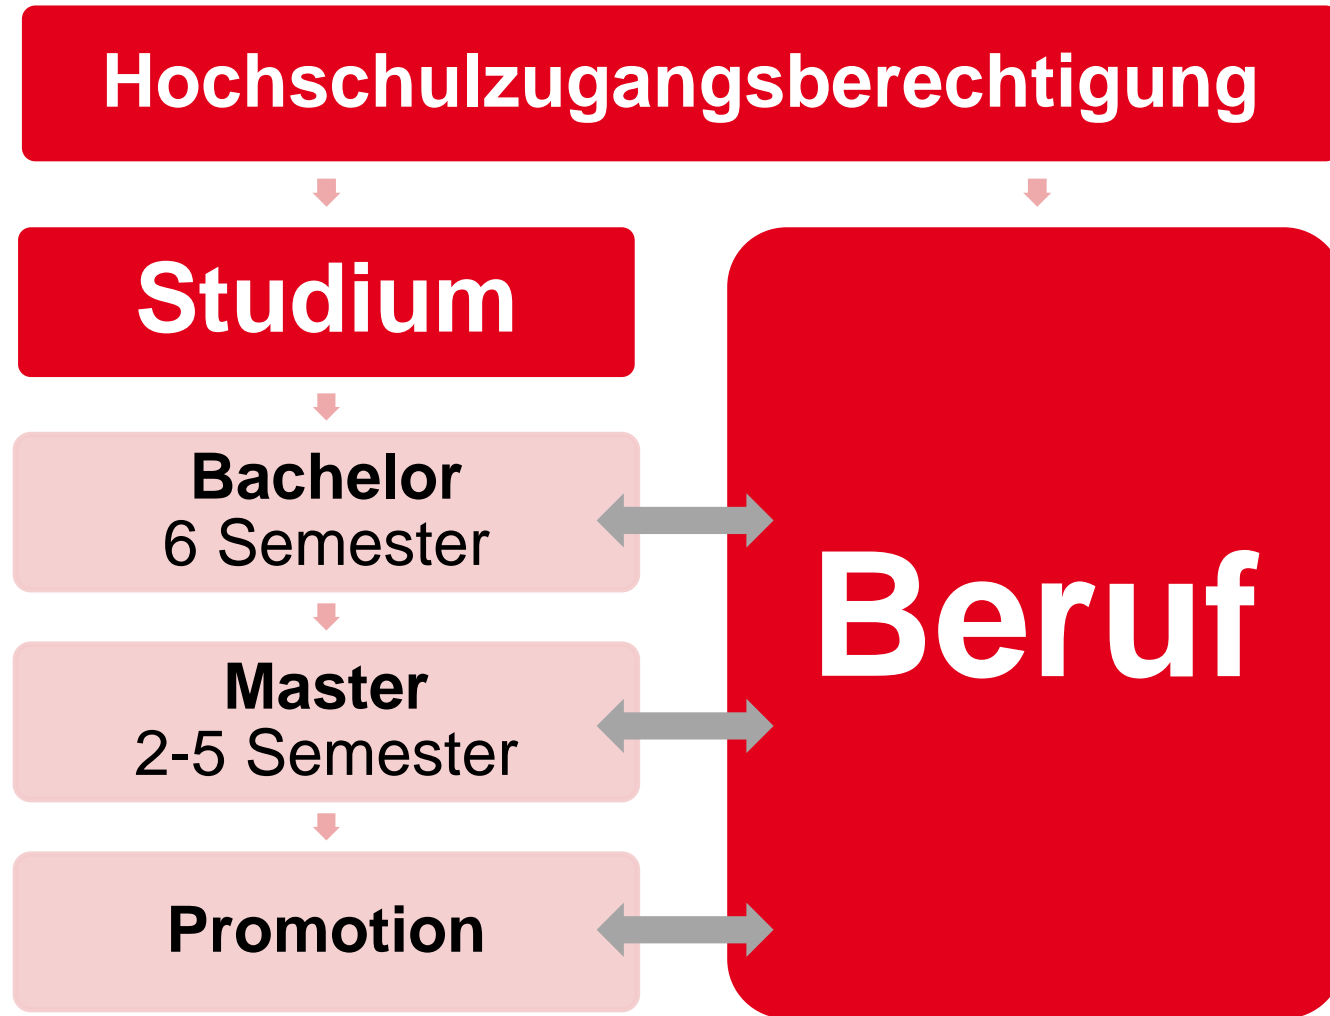 Hochschulzugangsberechtigung
Studium
Bachelor
6 Semester
Master
2-5 Semester
Promotion
Beruf